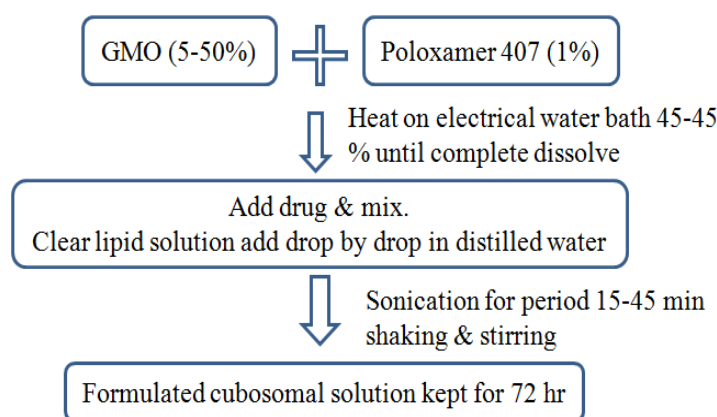 GMO (5-50%)
Poloxamer 407 (1%)
Heat on electrical water bath 45-45
% until complete dissolve
Add drug & mix.
Clear lipid solution add drop by drop in distilled water
Sonication for period 15-45 min
shaking & stirring
Formulated cubosomal solution kept for 72 hr